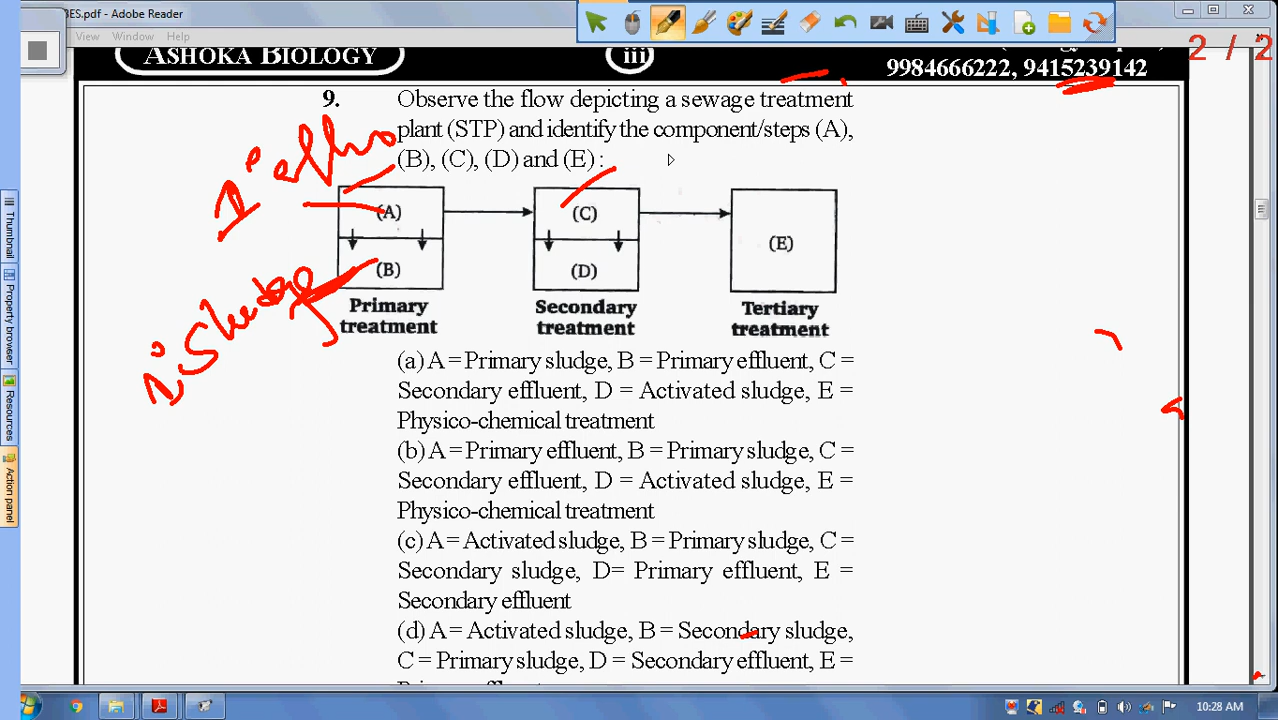 BES.pdf - Adobe Reader
View Window Help
2 / 2
ASHOKA BIOLOGY
iii
9984666222, 9415239142
9. Observe the flow depicting a sewage treatment
plant (STP) and identify the component/steps (A),
(B), (C), (D) and (E) :
(A)
(C)
(E)
(B)
(D)
Primary
treatment
Secondary
treatment
Tertiary
treatment
(a) A = Primary sludge, B = Primary effluent, C =
Secondary effluent, D = Activated sludge, E =
Physico-chemical treatment
(b) A = Primary effluent, B = Primary sludge, C =
Secondary effluent, D = Activated sludge, E =
Physico-chemical treatment
(c) A = Activated sludge, B = Primary sludge, C =
Secondary sludge, D= Primary effluent, E =
Secondary effluent
(d) A = Activated sludge, B = Secondary sludge,
C = Primary sludge, D = Secondary effluent, E =
Thumbnail
Property browser
Resources
Action panel
10:28 AM